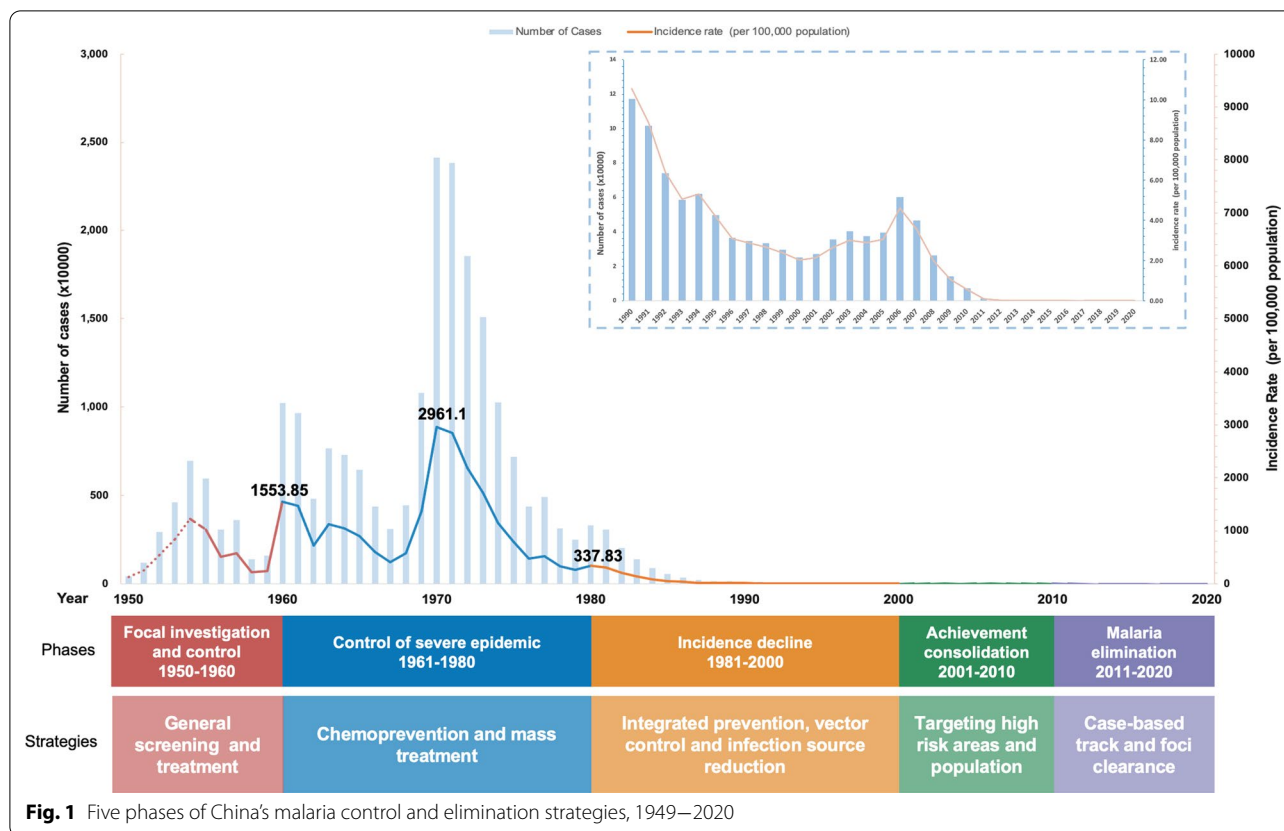 Number of Cases
Incidence rate (per 100,000 population)
3,000
2,500
2,000
1,500
1,000
500
0
Number of cases (x10000)
10000
9000
8000
7000
6000
5000
4000
3000
2000
1000
0
Incidence Rate (per 100,000 population)
14
12
10
8
6
4
2
0
Number of cases (x10000)
12.00
10.00
8.00
6.00
4.00
2.00
0.00
Incidence rate (per 100,000 population)
1990 1991 1992 1993 1994 1995 1996 1997 1998 1999 2000 2001 2002 2003 2004 2005 2006 2007 2008 2009 2010 2011 2012 2013 2014 2015 2016 2017 2018 2019 2020
1553.85
2961.1
337.83
Year 1950 1960 1970 1980 1990 2000 2010 2020
Phases
Focal investigation
and control
1950-1960
Control of severe epidemic
1961-1980
Incidence decline
1981-2000
Achievement
consolidation
2001-2010
Malaria
elimination
2011-2020
Strategies
General
screening and
treatment
Chemoprevention and mass
treatment
Integrated prevention, vector
control and infection source
reduction
Targeting high
risk areas and
population
Case-based
track and foci
clearance
Fig. 1 Five phases of China's malaria control and elimination strategies, 1949–2020